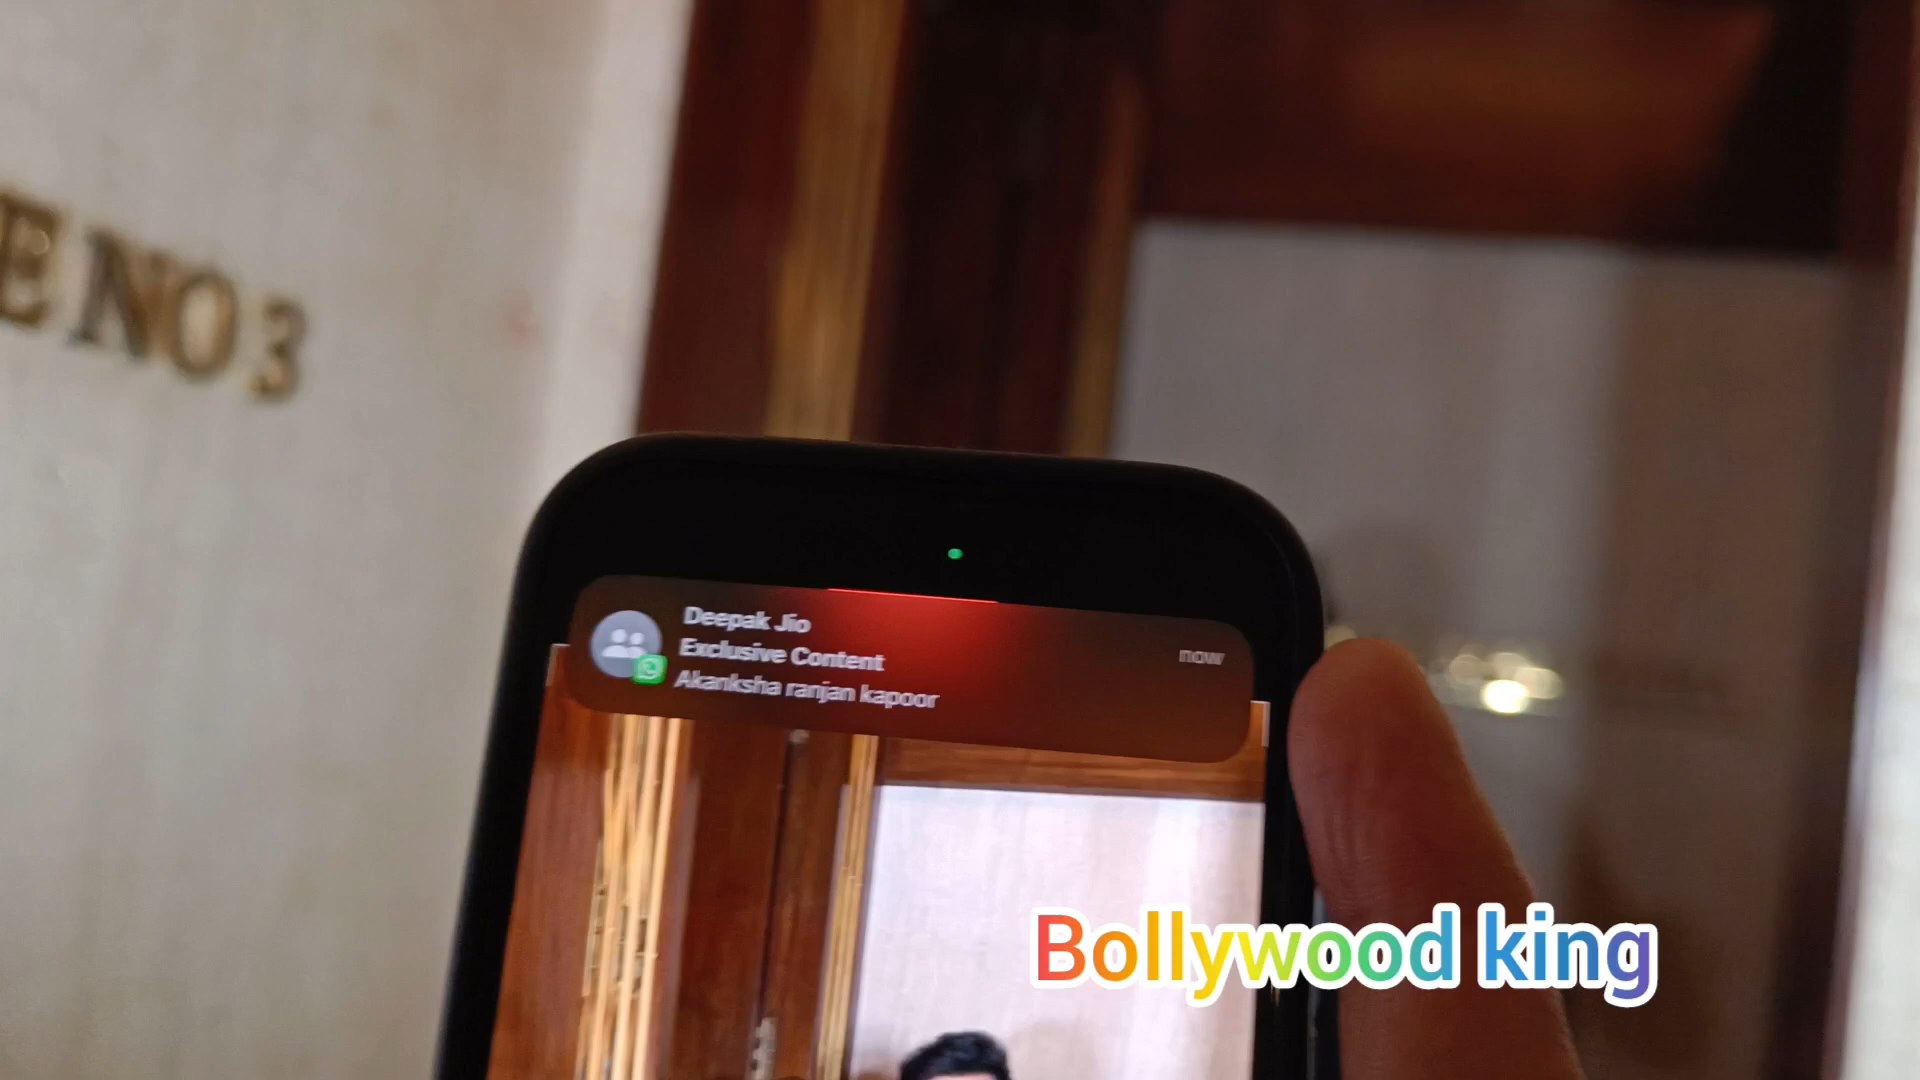 E NO 3
Deepak Jio
Exclusive Content
now
Akanksha ranjan kapoor
Bollywood king